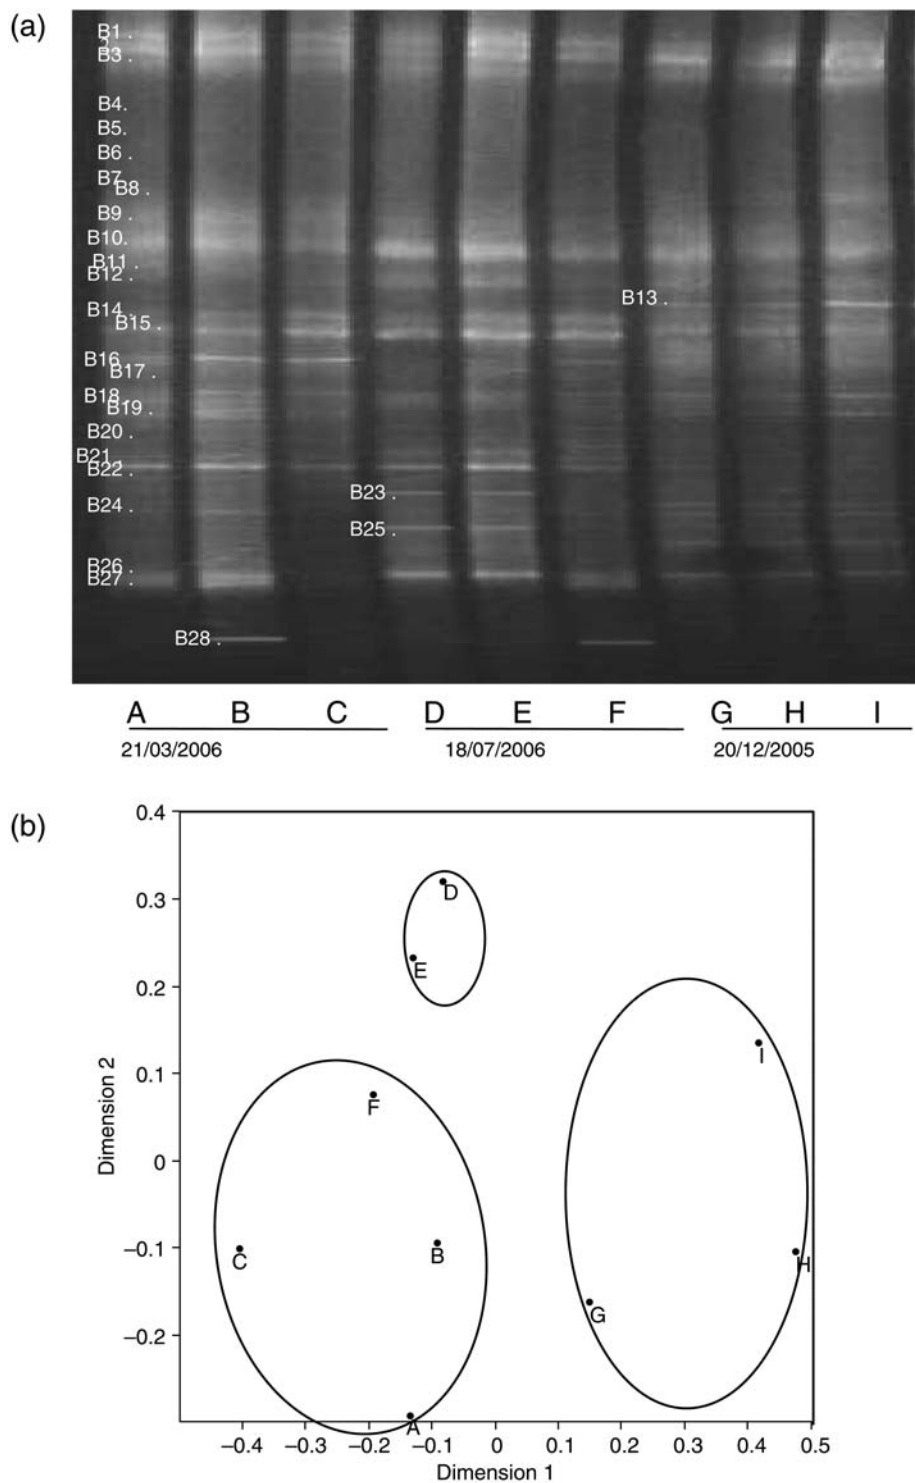 (a)
B1 .
B3 .
B4.
B5.
B6 .
B7
B8 .
B9 .
B10.
B11 .
B12 .
B13 .
B14 .
B15 .
B16 .
B17 .
B18 .
B19 .
B20 .
B21 .
B22 .
B23 .
B24 .
B25 .
B26 .
B27 .
B28 .
A B C D E F G H I
21/03/2006 18/07/2006 20/12/2005
(b)
0.4
0.3
0.2
0.1
0
−0.1
−0.2
Dimension 2
D
E
I
F
C
B
H
G
A
−0.4 −0.3 −0.2 −0.1 0 0.1 0.2 0.3 0.4 0.5
Dimension 1